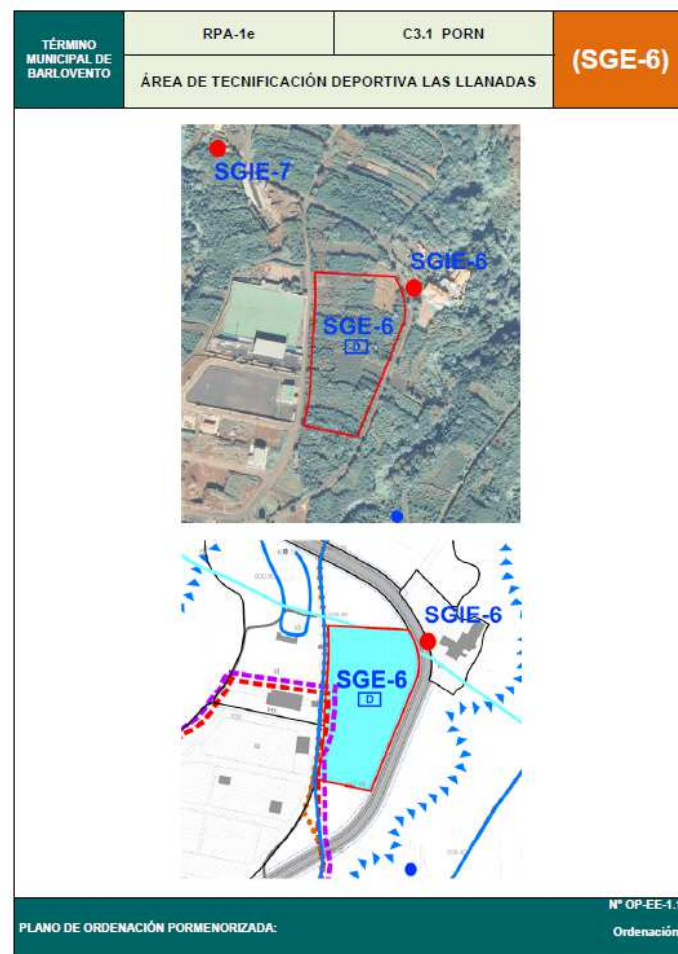 TÉRMINO
MUNICIPAL DE
BARLOVENTO
RPA-1e
C3.1 PORN
ÁREA DE TECNIFICACIÓN DEPORTIVA LAS LLANADAS
(SGE-6)
SGIE-7
SGIE-6
SGE-6
D
SGIE-6
SGE-6
D
PLANO DE ORDENACIÓN PORMENORIZADA:
Nº OP-EE-1.1
Ordenación